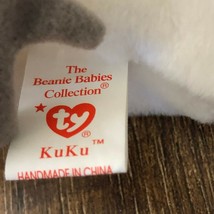 The
Beanie Babies
Collection®
ty®
KuKu™
HANDMADE IN CHINA